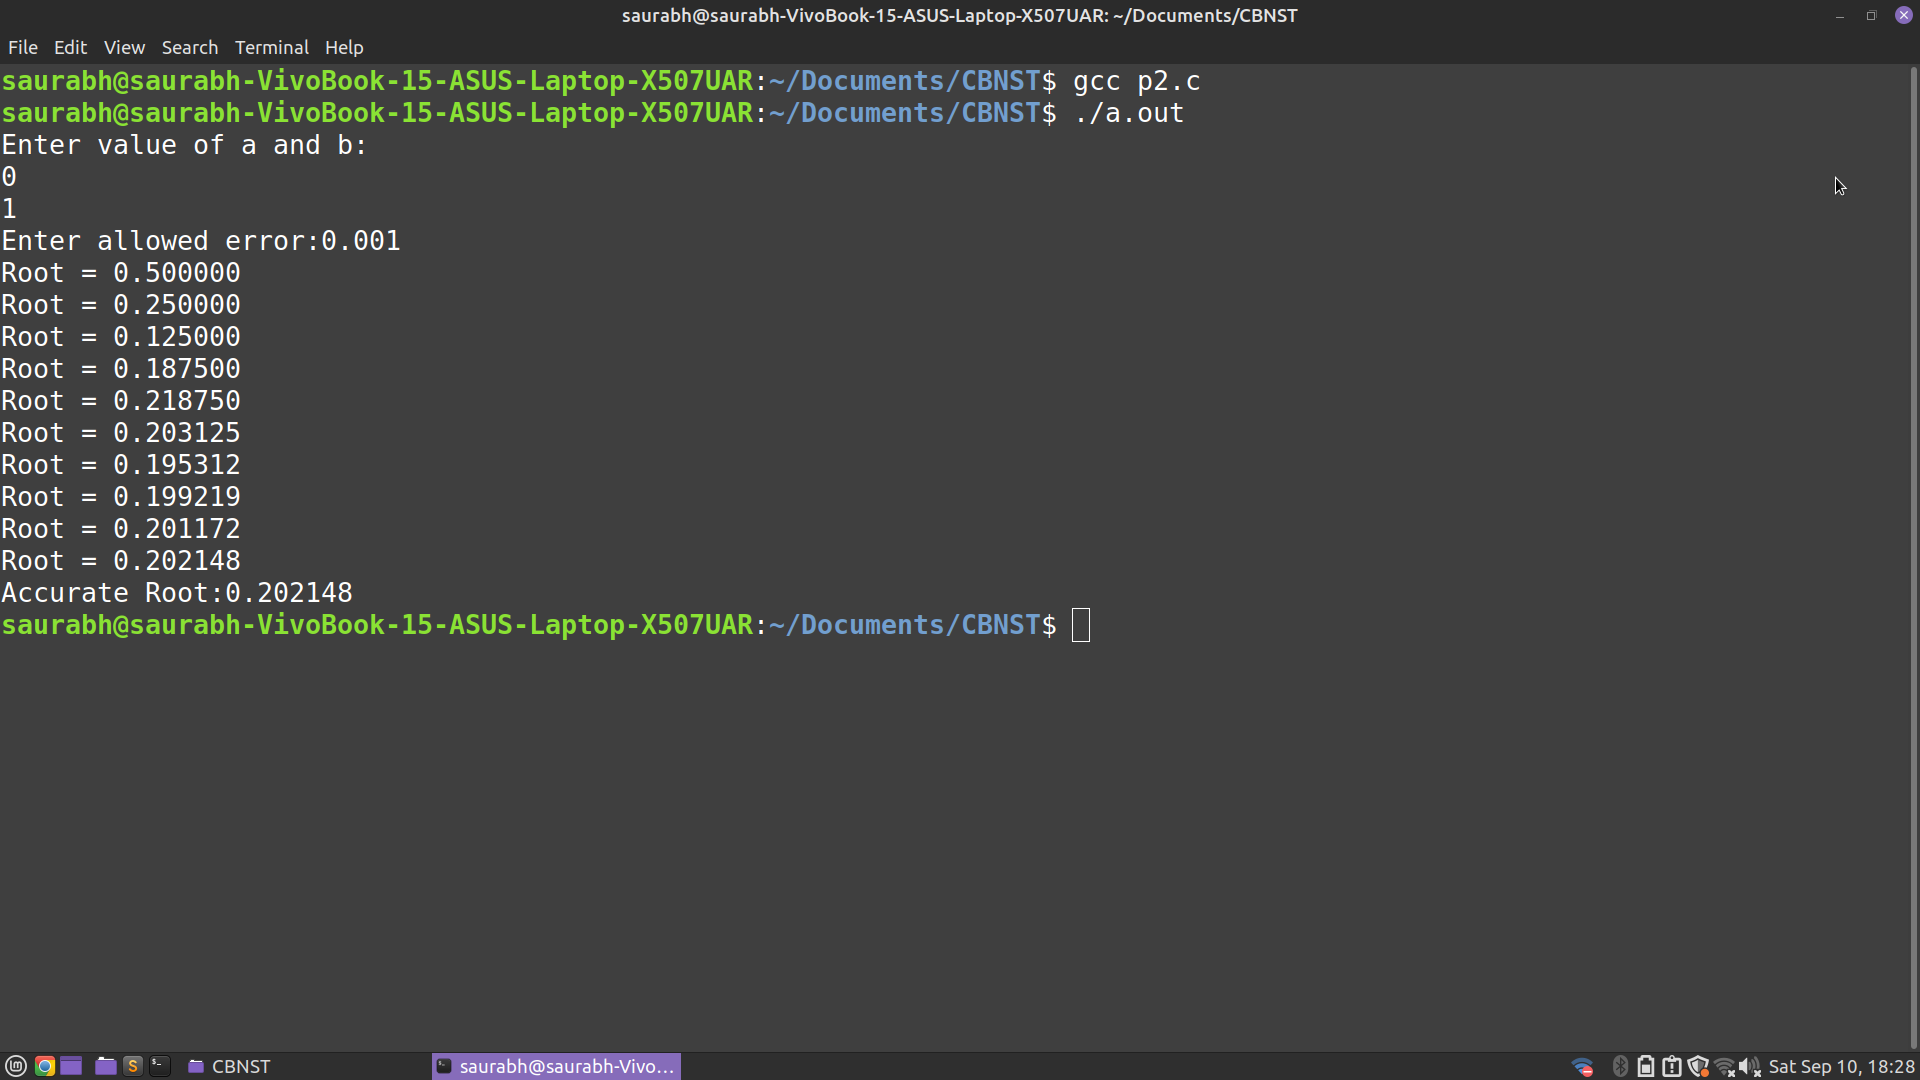 saurabh@saurabh-VivoBook-15-ASUS-Laptop-X507UAR: ~/Documents/CBNST
File Edit View Search Terminal Help
saurabh@saurabh-VivoBook-15-ASUS-Laptop-X507UAR:~/Documents/CBNST$ gcc p2.c
saurabh@saurabh-VivoBook-15-ASUS-Laptop-X507UAR:~/Documents/CBNST$ ./a.out
Enter value of a and b:
0
1
Enter allowed error:0.001
Root = 0.500000
Root = 0.250000
Root = 0.125000
Root = 0.187500
Root = 0.218750
Root = 0.203125
Root = 0.195312
Root = 0.199219
Root = 0.201172
Root = 0.202148
Accurate Root:0.202148
saurabh@saurabh-VivoBook-15-ASUS-Laptop-X507UAR:~/Documents/CBNST$
CBNST saurabh@saurabh-Vivo... Sat Sep 10, 18:28